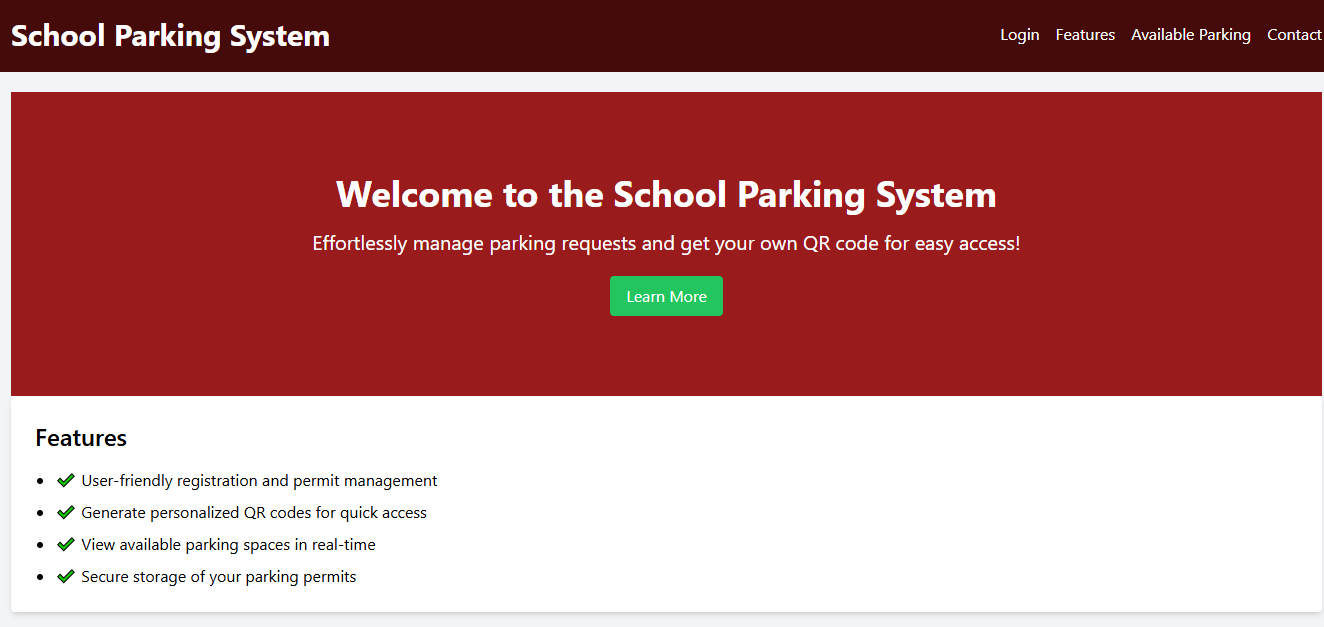 School Parking System
Login Features Available Parking Contact
Welcome to the School Parking System
Effortlessly manage parking requests and get your own QR code for easy access!
Learn More
Features
• ✔ User-friendly registration and permit management
• ✔ Generate personalized QR codes for quick access
• ✔ View available parking spaces in real-time
• ✔ Secure storage of your parking permits